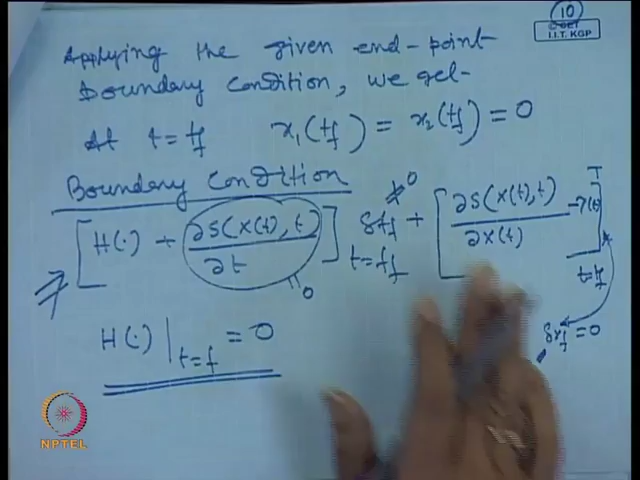 10
I.I.T. KGP
Applying the given end-point
Boundary Condition, we get
At t = tf x₁(tf) = x₂(tf) = 0
Boundary Condition
[H(·) + ∂S(x(t), t)/∂t] t=tf δtf + [∂S(x(t), t)/∂x(t) - λ(t)]ᵀ t=tf
= 0
δxf = 0
H(·)| t=f = 0
NPTEL